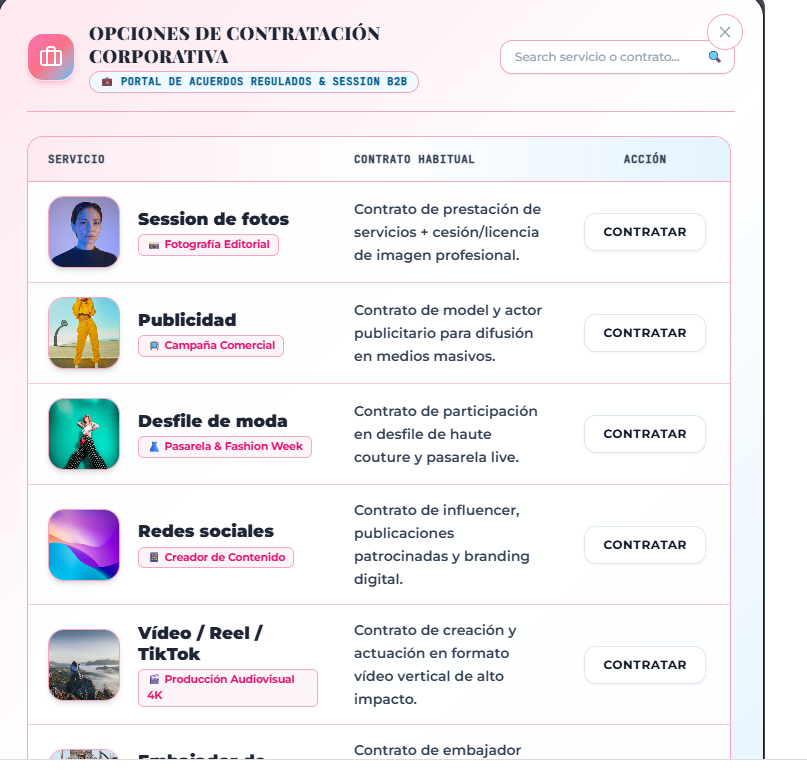 OPCIONES DE CONTRATACIÓN
CORPORATIVA
PORTAL DE ACUERDOS REGULADOS & SESSION B2B
Search servicio o contrato...
SERVICIO
CONTRATO HABITUAL
ACCIÓN
Session de fotos
Fotografía Editorial
Contrato de prestación de
servicios + cesión/licencia
de imagen profesional.
CONTRATAR
Publicidad
Campaña Comercial
Contrato de model y actor
publicitario para difusión
en medios masivos.
CONTRATAR
Desfile de moda
Pasarela & Fashion Week
Contrato de participación
en desfile de haute
couture y pasarela live.
CONTRATAR
Redes sociales
Creador de Contenido
Contrato de influencer,
publicaciones
patrocinadas y branding
digital.
CONTRATAR
Vídeo / Reel /
TikTok
Producción Audiovisual
4K
Contrato de creación y
actuación en formato
vídeo vertical de alto
impacto.
CONTRATAR
Embajador de
Contrato de embajador